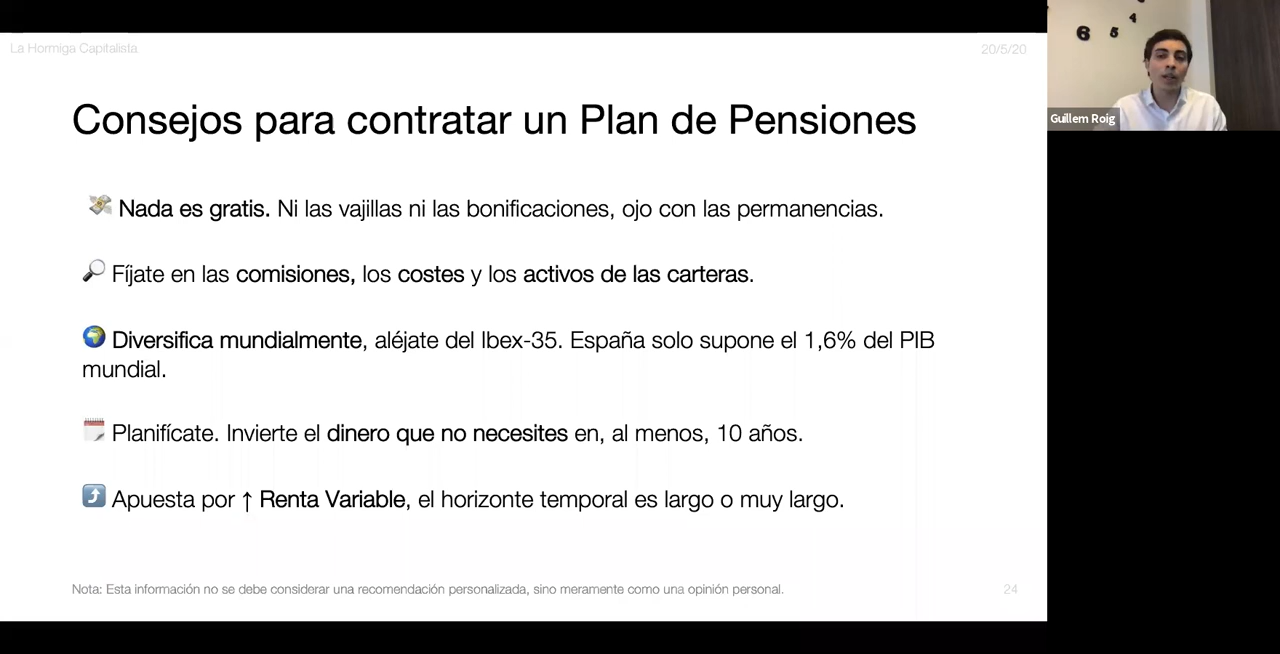 La Hormiga Capitalista
20/5/20
Consejos para contratar un Plan de Pensiones
💸 Nada es gratis. Ni las vajillas ni las bonificaciones, ojo con las permanencias.
🔎 Fíjate en las comisiones, los costes y los activos de las carteras.
🌍 Diversifica mundialmente, aléjate del Ibex-35. España solo supone el 1,6% del PIB
mundial.
🗓 Planifícate. Invierte el dinero que no necesites en, al menos, 10 años.
⤴ Apuesta por ↑ Renta Variable, el horizonte temporal es largo o muy largo.
Nota: Esta información no se debe considerar una recomendación personalizada, sino meramente como una opinión personal.
24
6 5 4
Guillem Roig